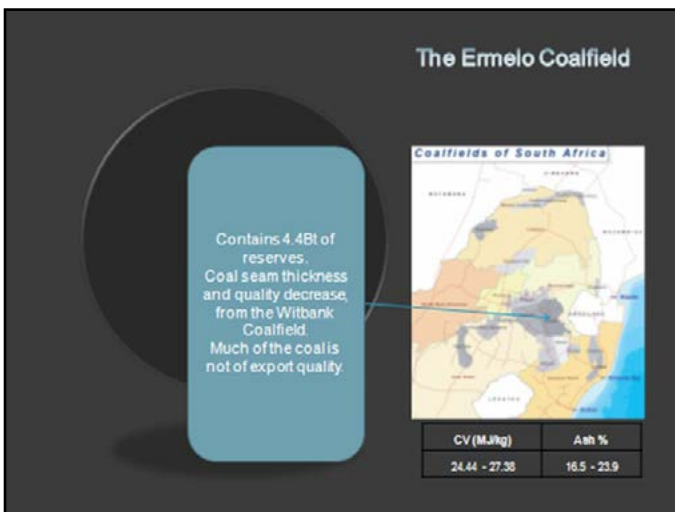 The Ermelo Coalfield
Contains 4.4Bt of
reserves.
Coal seam thickness
and quality decrease,
from the Witbank
Coalfield.
Much of the coal is
not of export quality.
Coalfields of South Africa
CV (MJ/kg) Ash %
24.44 - 27.38 16.5 - 23.9